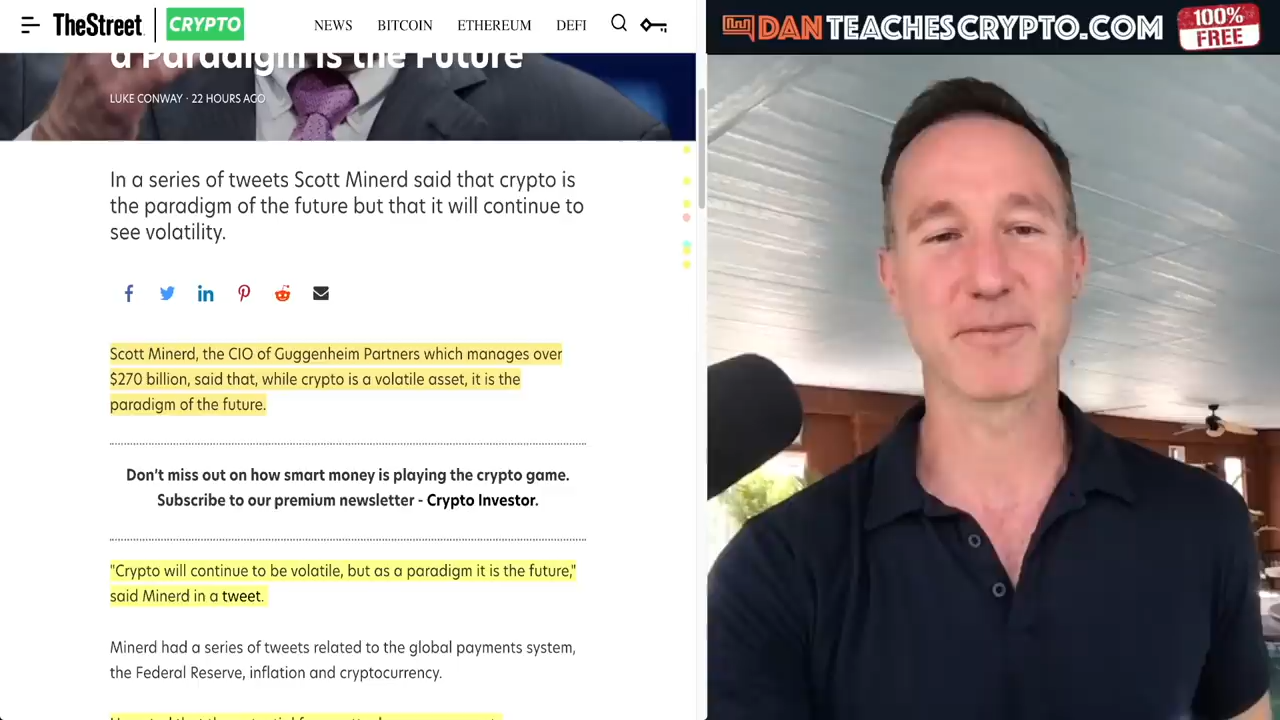 TheStreet
CRYPTO
NEWS BITCOIN ETHEREUM DEFI
a Paradigm is the Future
LUKE CONWAY · 22 HOURS AGO
In a series of tweets Scott Minerd said that crypto is
the paradigm of the future but that it will continue to
see volatility.
Scott Minerd, the CIO of Guggenheim Partners which manages over
$270 billion, said that, while crypto is a volatile asset, it is the
paradigm of the future.
Don't miss out on how smart money is playing the crypto game.
Subscribe to our premium newsletter - Crypto Investor.
"Crypto will continue to be volatile, but as a paradigm it is the future,"
said Minerd in a tweet.
Minerd had a series of tweets related to the global payments system,
the Federal Reserve, inflation and cryptocurrency.
DANTEACHESCRYPTO.COM
100%
FREE